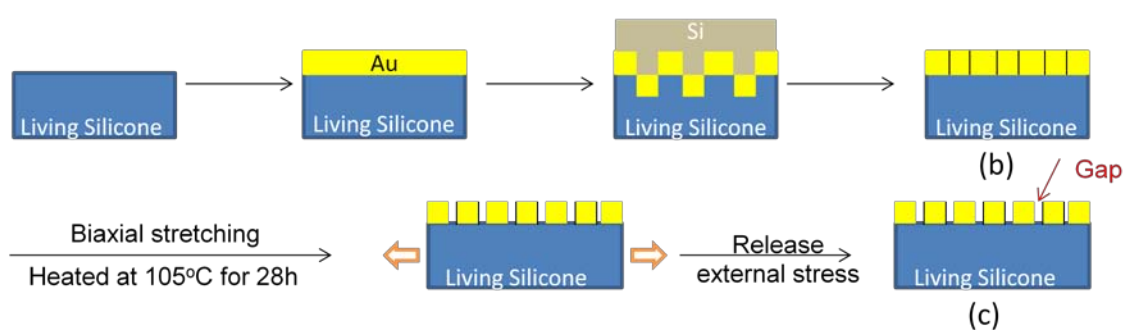 Si
Au
Living Silicone
Living Silicone
Living Silicone
Living Silicone
(b)
Gap
Biaxial stretching
Heated at 105°C for 28h
Living Silicone
Release
external stress
Living Silicone
(c)